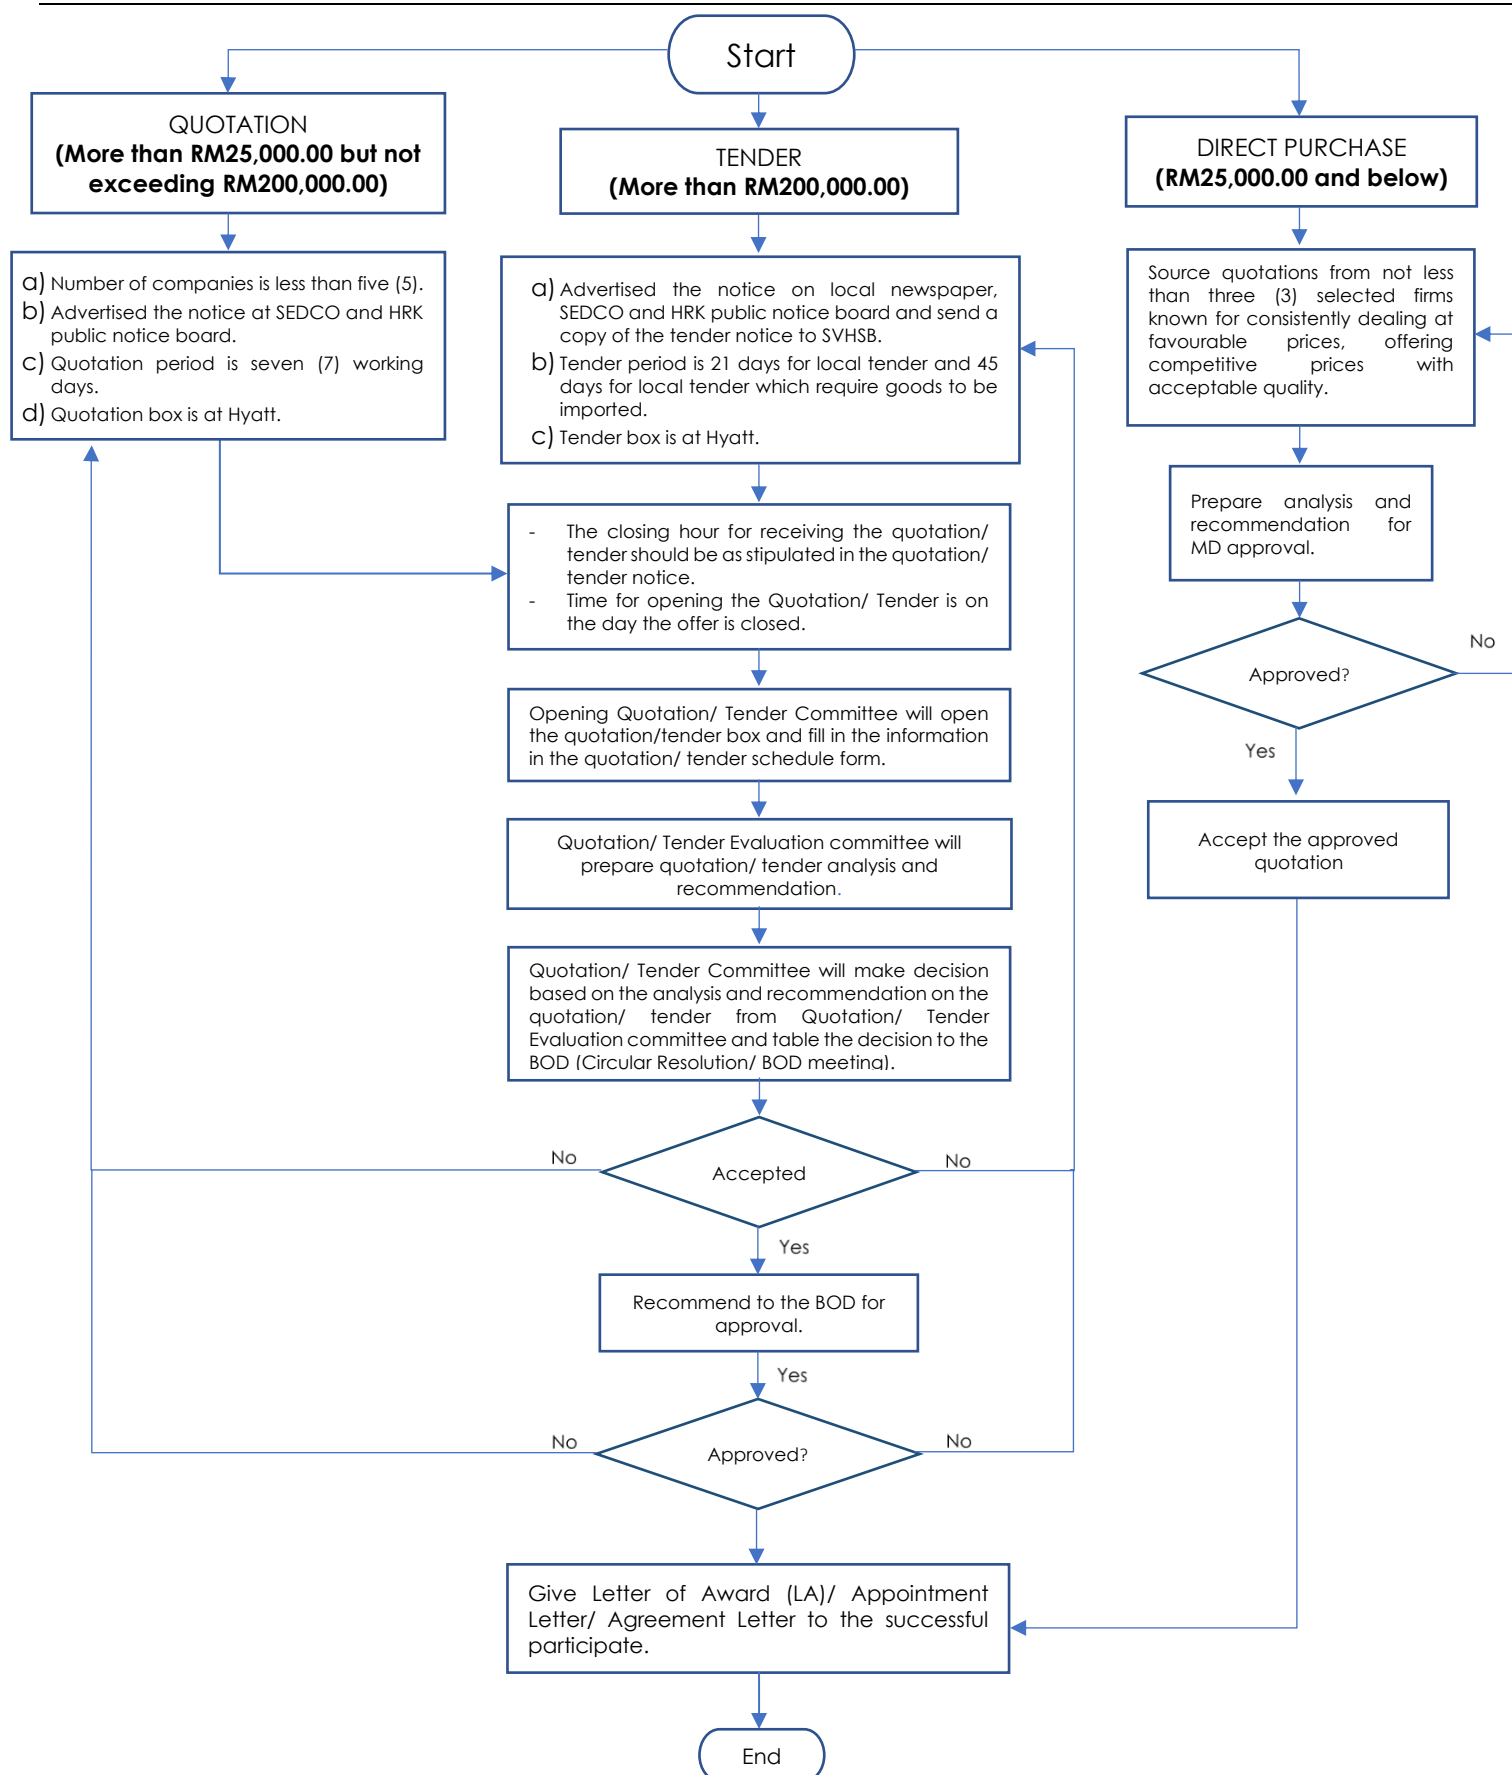 Start
QUOTATION
(More than RM25,000.00 but not
exceeding RM200,000.00)
TENDER
(More than RM200,000.00)
DIRECT PURCHASE
(RM25,000.00 and below)
a) Number of companies is less than five (5).
b) Advertised the notice at SEDCO and HRK
public notice board.
c) Quotation period is seven (7) working
days.
d) Quotation box is at Hyatt.
a) Advertised the notice on local newspaper,
SEDCO and HRK public notice board and send a
copy of the tender notice to SVHSB.
b) Tender period is 21 days for local tender and 45
days for local tender which require goods to be
imported.
c) Tender box is at Hyatt.
Source quotations from not less
than three (3) selected firms
known for consistently dealing at
favourable prices, offering
competitive prices with
acceptable quality.
- The closing hour for receiving the quotation/
tender should be as stipulated in the quotation/
tender notice.
- Time for opening the Quotation/ Tender is on
the day the offer is closed.
Prepare analysis and
recommendation for
MD approval.
Approved?
No
Yes
Opening Quotation/ Tender Committee will open
the quotation/tender box and fill in the information
in the quotation/ tender schedule form.
Accept the approved
quotation
Quotation/ Tender Evaluation committee will
prepare quotation/ tender analysis and
recommendation.
Quotation/ Tender Committee will make decision
based on the analysis and recommendation on the
quotation/ tender from Quotation/ Tender
Evaluation committee and table the decision to the
BOD (Circular Resolution/ BOD meeting).
No
Accepted
No
Yes
Recommend to the BOD for
approval.
Yes
No
Approved?
No
Give Letter of Award (LA)/ Appointment
Letter/ Agreement Letter to the successful
participate.
End